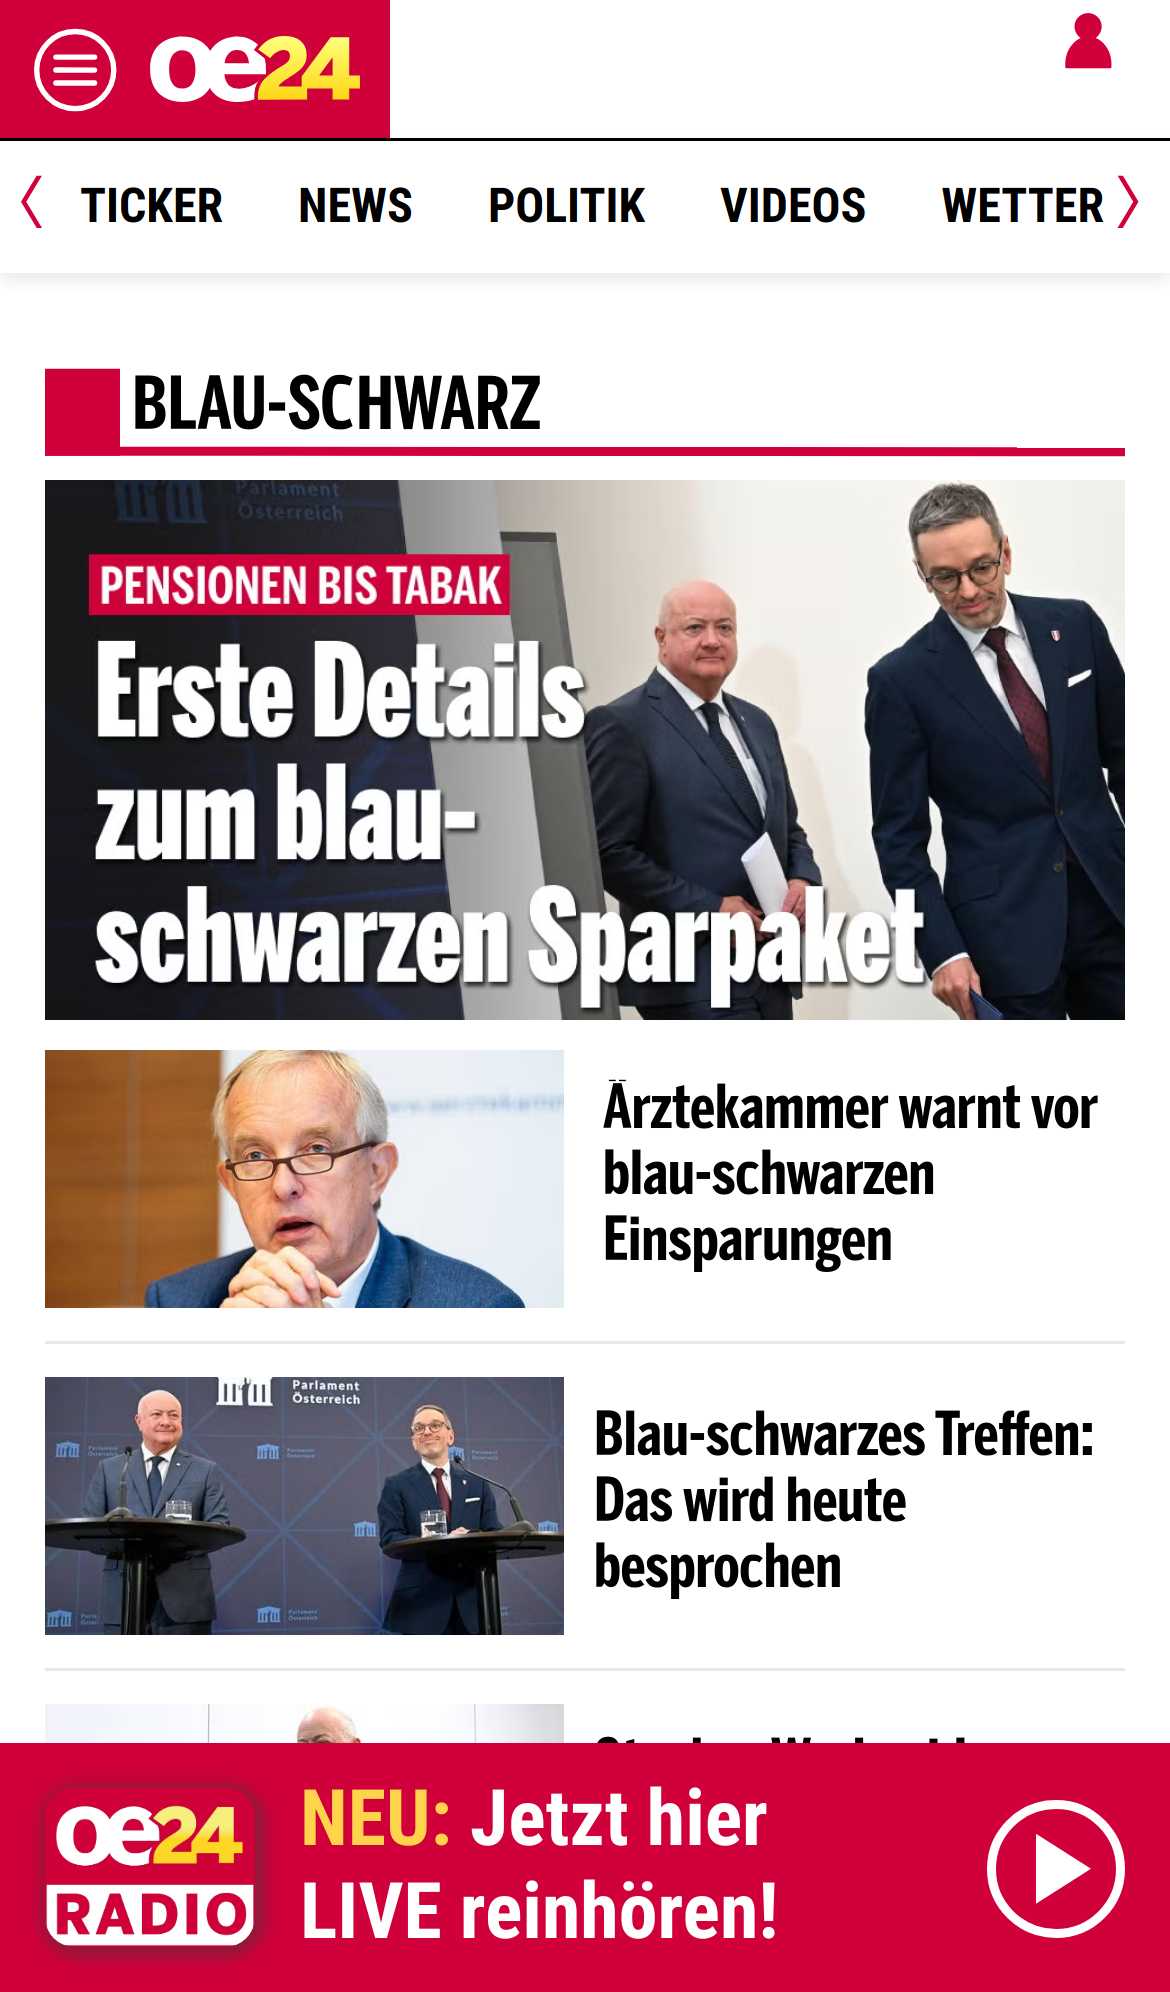 oe24
TICKER NEWS POLITIK VIDEOS WETTER
BLAU-SCHWARZ
Parlament
Österreich
PENSIONEN BIS TABAK
Erste Details
zum blau-
schwarzen Sparpaket
Ärztekammer warnt vor
blau-schwarzen
Einsparungen
Parlament
Österreich
Blau-schwarzes Treffen:
Das wird heute
besprochen
oe24
RADIO
NEU: Jetzt hier
LIVE reinhören!